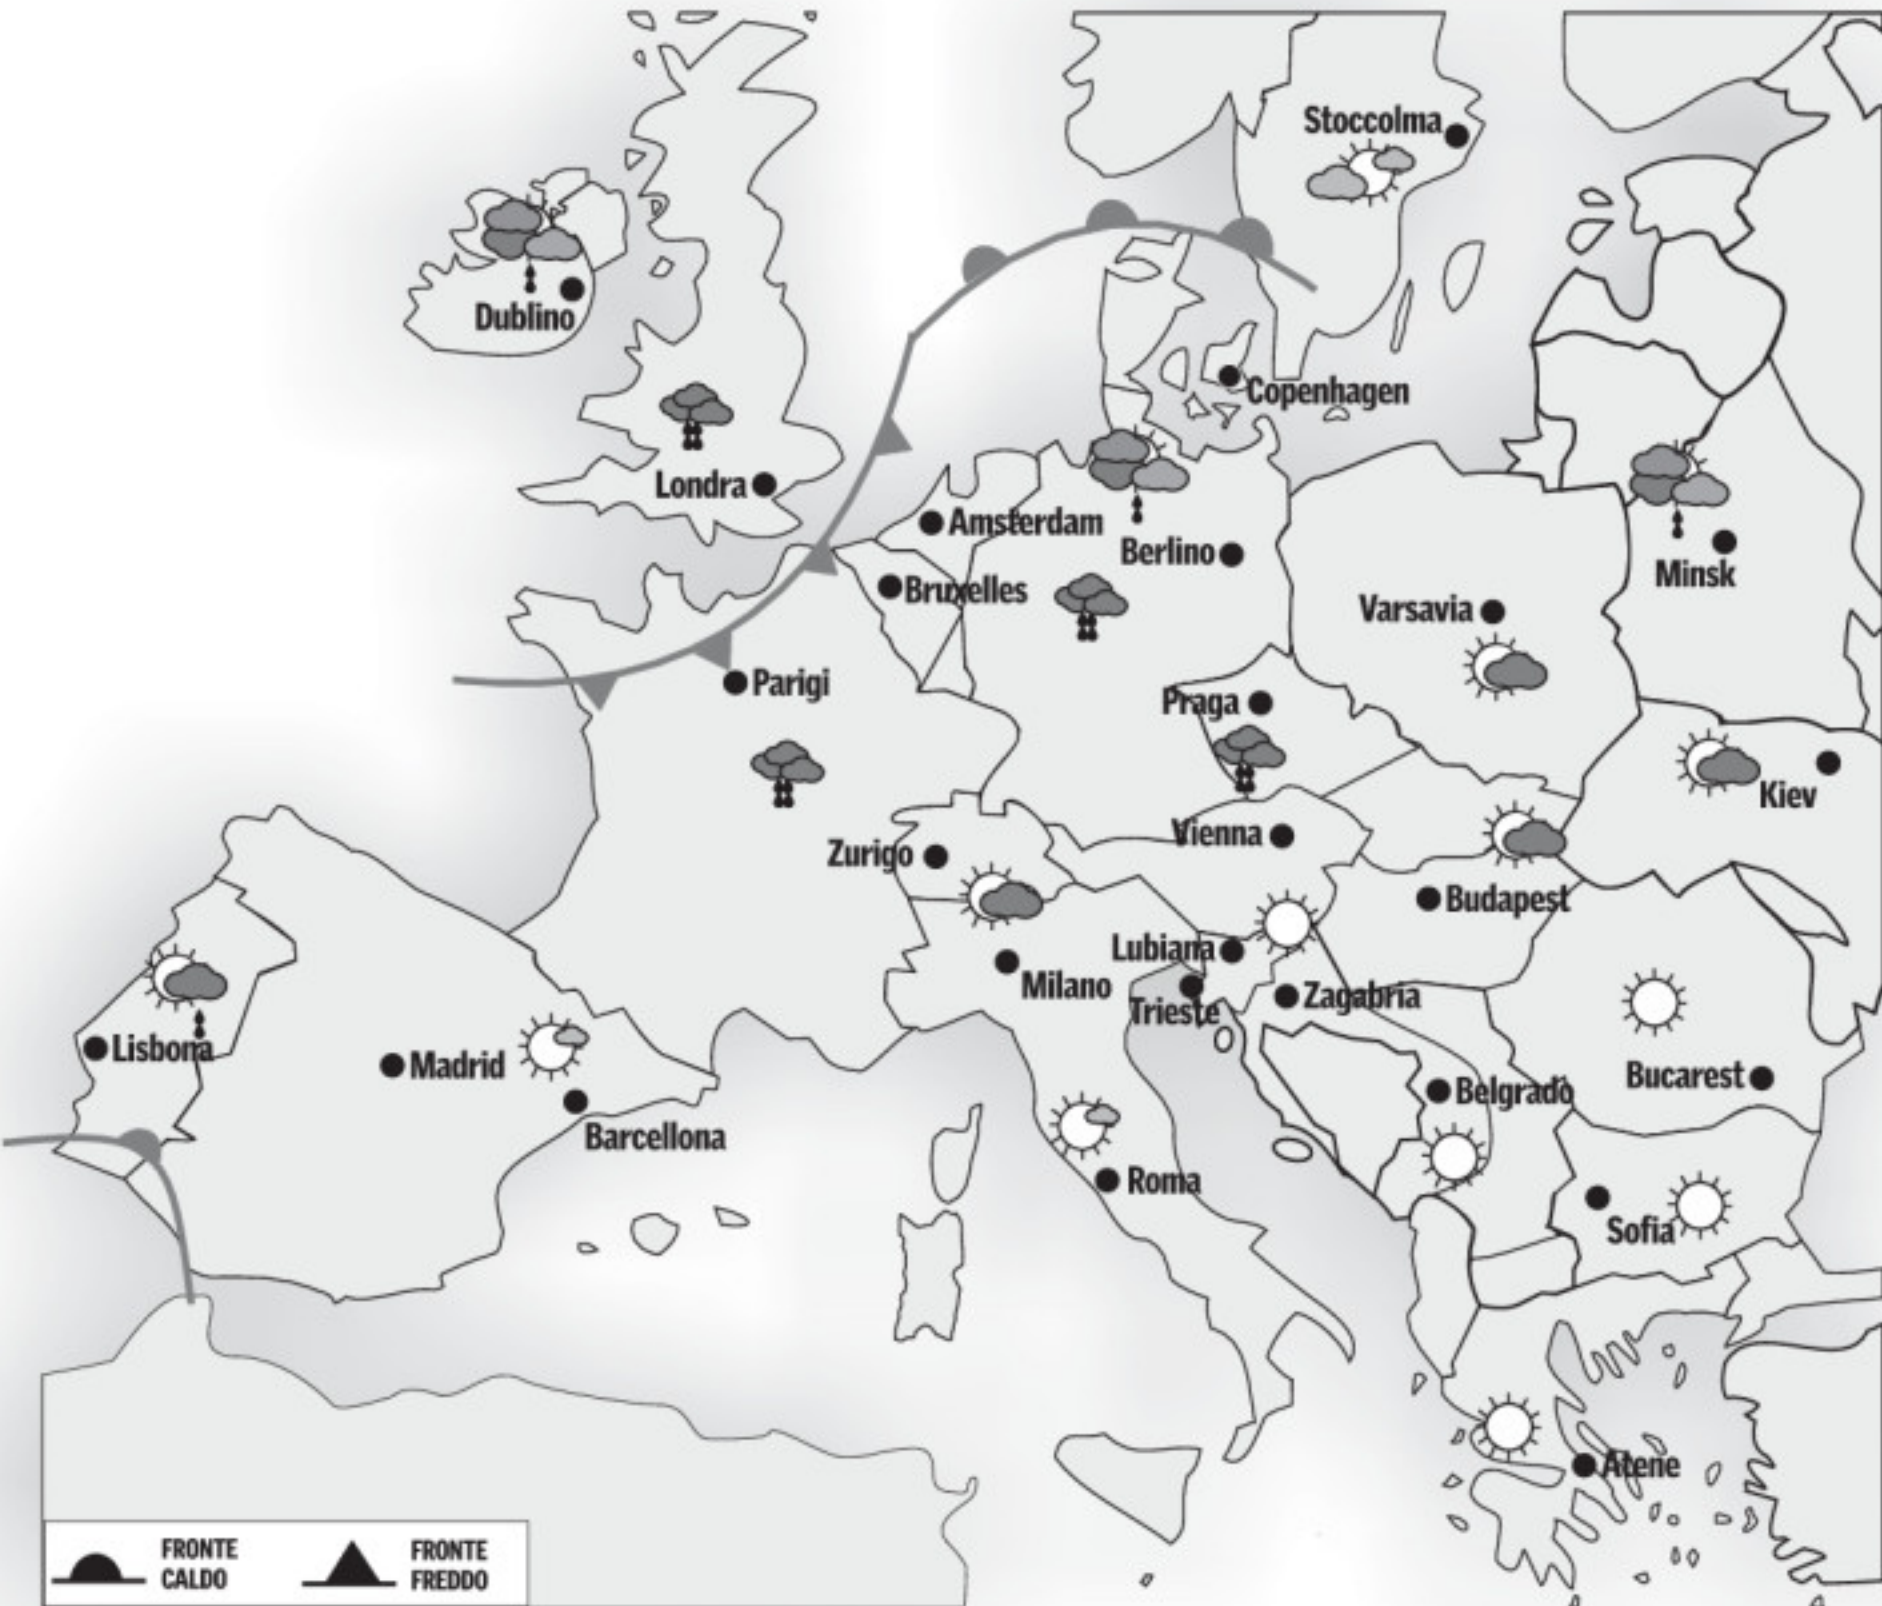 Stoccolma
Dublino
Copenhagen
Londra
Amsterdam
Berlino
Minsk
Bruxelles
Varsavia
Parigi
Praga
Kiev
Vienna
Zurigo
Budapest
Lubiana
Milano
Zagabria
Trieste
Lisbona
Madrid
Bucarest
Belgrado
Barcellona
Roma
Sofia
Atene
FRONTE
CALDO
FRONTE
FREDDO